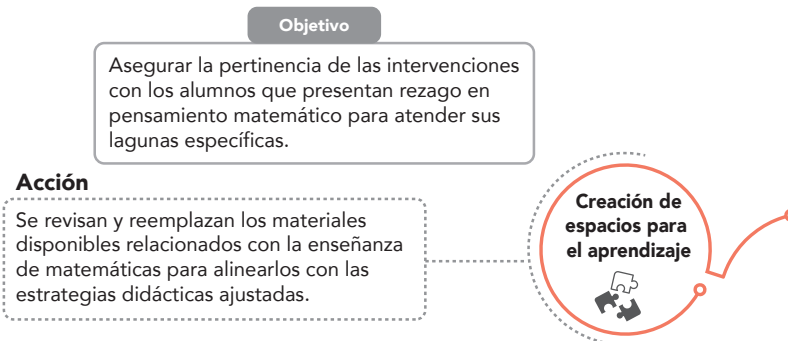 Objetivo
Asegurar la pertinencia de las intervenciones
con los alumnos que presentan rezago en
pensamiento matemático para atender sus
lagunas específicas.
Acción
Se revisan y reemplazan los materiales
disponibles relacionados con la enseñanza
de matemáticas para alinearlos con las
estrategias didácticas ajustadas.
Creación de
espacios para
el aprendizaje